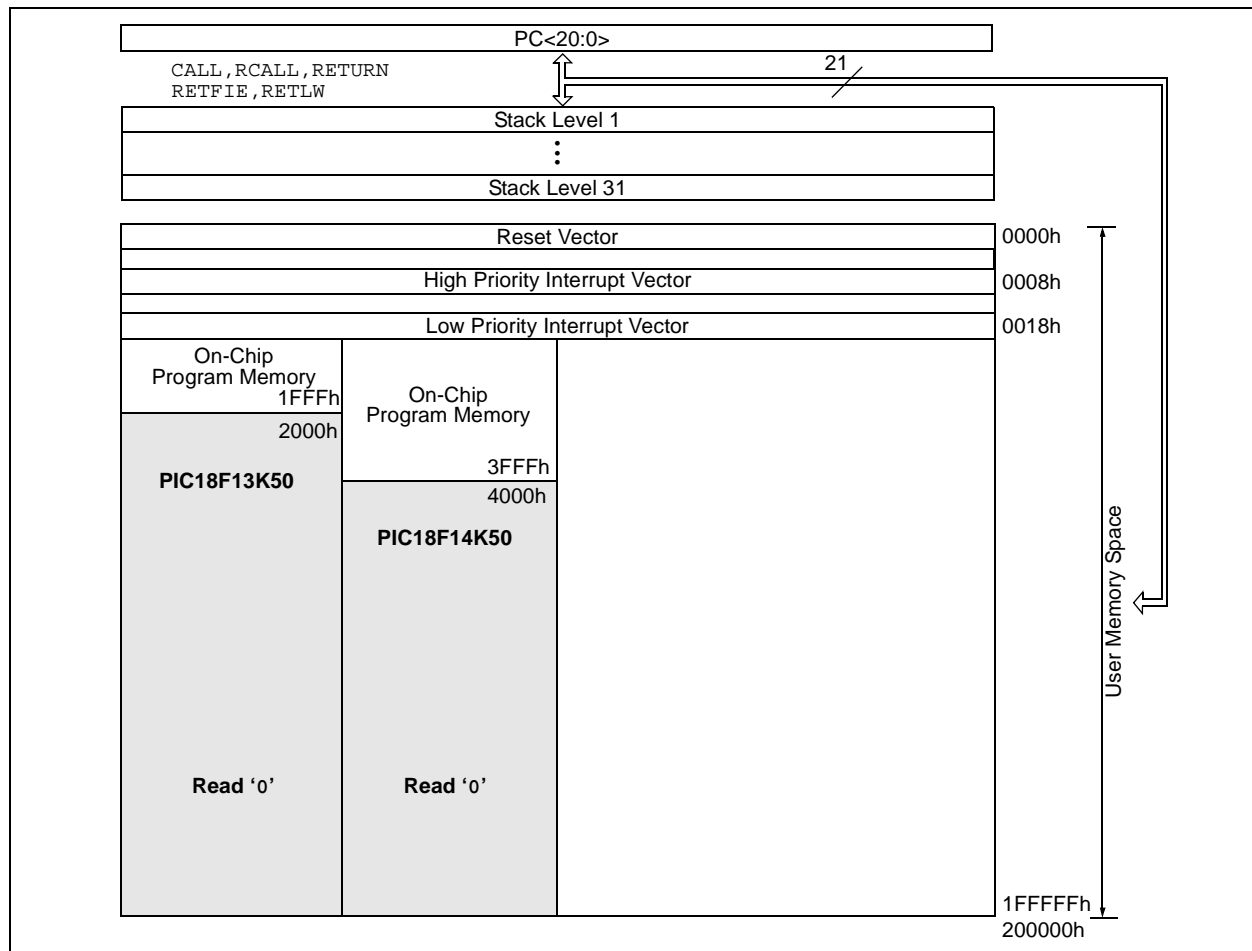 PC<20:0>
CALL,RCALL,RETURN
RETFIE,RETLW
21
Stack Level 1
Stack Level 31
Reset Vector
0000h
High Priority Interrupt Vector
0008h
Low Priority Interrupt Vector
0018h
On-Chip
Program Memory
1FFFh
2000h
PIC18F13K50
Read ‘0’
On-Chip
Program Memory
3FFFh
4000h
PIC18F14K50
Read ‘0’
User Memory Space
1FFFFFh
200000h